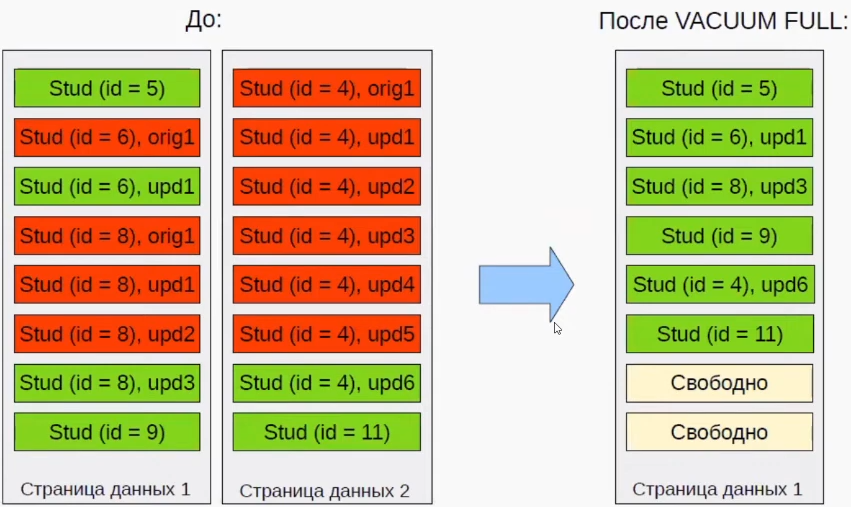 До:
Stud (id = 5)
Stud (id = 6), orig1
Stud (id = 6), upd1
Stud (id = 8), orig1
Stud (id = 8), upd1
Stud (id = 8), upd2
Stud (id = 8), upd3
Stud (id = 9)
Страница данных 1
Stud (id = 4), orig1
Stud (id = 4), upd1
Stud (id = 4), upd2
Stud (id = 4), upd3
Stud (id = 4), upd4
Stud (id = 4), upd5
Stud (id = 4), upd6
Stud (id = 11)
Страница данных 2
После VACUUM FULL:
Stud (id = 5)
Stud (id = 6), upd1
Stud (id = 8), upd3
Stud (id = 9)
Stud (id = 4), upd6
Stud (id = 11)
Свободно
Свободно
Страница данных 1